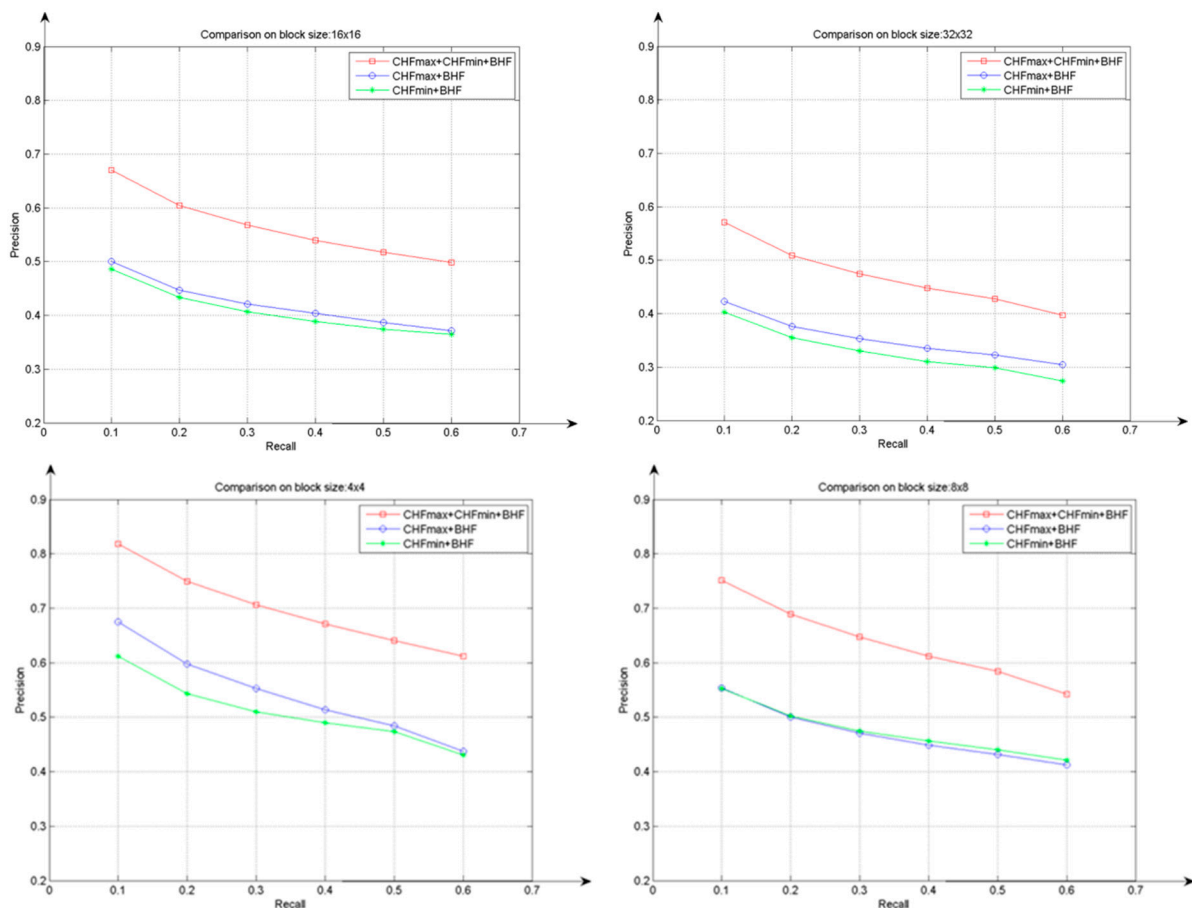 Comparison on block size:16x16
CHFmax+CHFmin+BHF
CHFmax+BHF
CHFmin+BHF
Precision
0.9
0.8
0.7
0.6
0.5
0.4
0.3
0.2
0
0.1
0.2
0.3
0.4
0.5
0.6
0.7
Recall
Comparison on block size:32x32
CHFmax+CHFmin+BHF
CHFmax+BHF
CHFmin+BHF
Precision
0.9
0.8
0.7
0.6
0.5
0.4
0.3
0.2
0
0.1
0.2
0.3
0.4
0.5
0.6
0.7
Recall
Comparison on block size:4x4
CHFmax+CHFmin+BHF
CHFmax+BHF
CHFmin+BHF
Precision
0.9
0.8
0.7
0.6
0.5
0.4
0.3
0.2
0
0.1
0.2
0.3
0.4
0.5
0.6
0.7
Recall
Comparison on block size:8x8
CHFmax+CHFmin+BHF
CHFmax+BHF
CHFmin+BHF
Precision
0.9
0.8
0.7
0.6
0.5
0.4
0.3
0.2
0
0.1
0.2
0.3
0.4
0.5
0.6
0.7
Recall